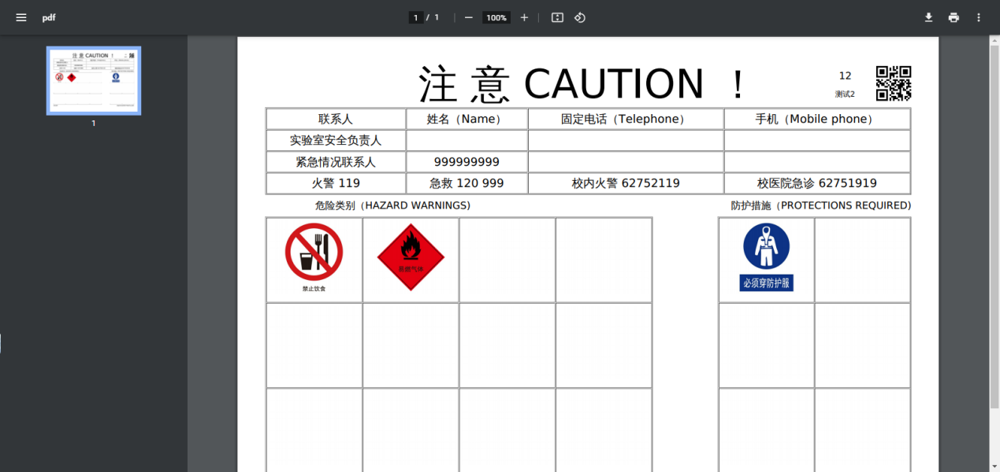 pdf
1 / 1
100%
注 意 CAUTION ！
12
测试2
联系人 姓名（Name） 固定电话（Telephone） 手机（Mobile phone）
实验室安全负责人
紧急情况联系人 999999999
火警 119 急救 120 999 校内火警 62752119 校医院急诊 62751919
危险类别（HAZARD WARNINGS) 防护措施（PROTECTIONS REQUIRED)
易燃气体
禁止饮食
必须穿防护服
1